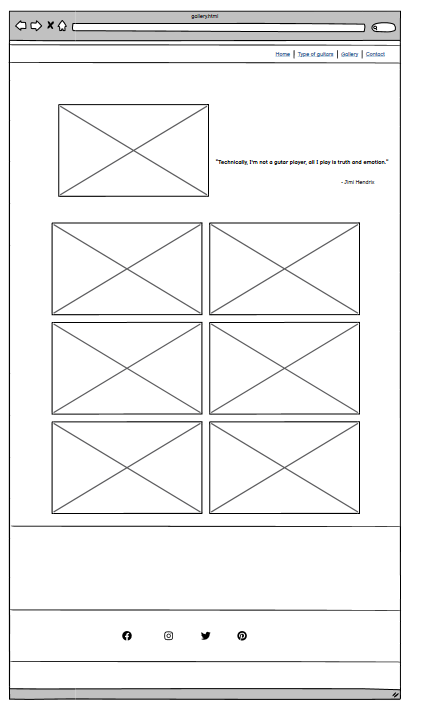 gallery.html
Home | Type of guitars | Gallery | Contact
"Technically, I'm not a gutar player, all I play is truth and emotion."
- Jimi Hendrix